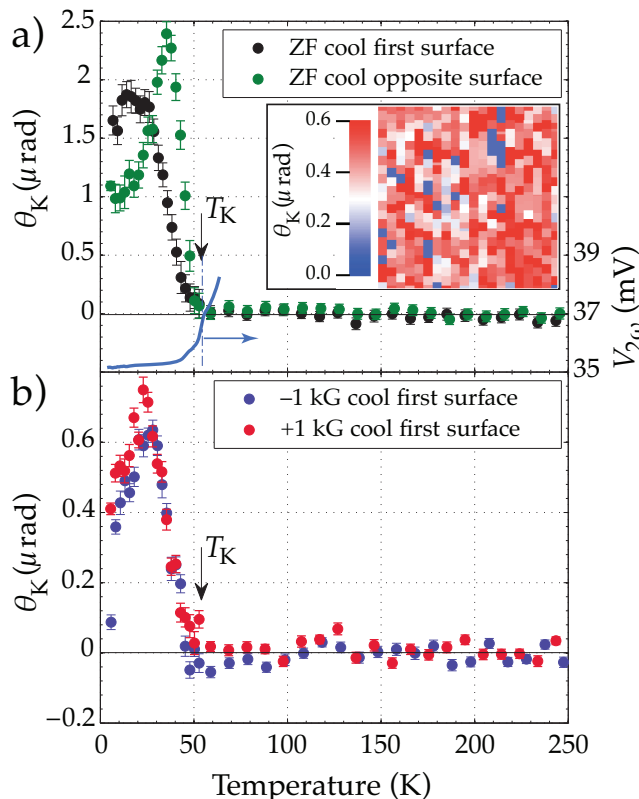 a)
ZF cool first surface
ZF cool opposite surface
2.5
2
1.5
1
0.5
0
θK (μ rad)
0.6
0.4
0.2
0.0
θK (μ rad)
TK
39
37
35
V2ω (mV)
b)
−1 kG cool first surface
+1 kG cool first surface
0.6
0.4
0.2
0
−0.2
θK (μ rad)
TK
0 50 100 150 200 250
Temperature (K)